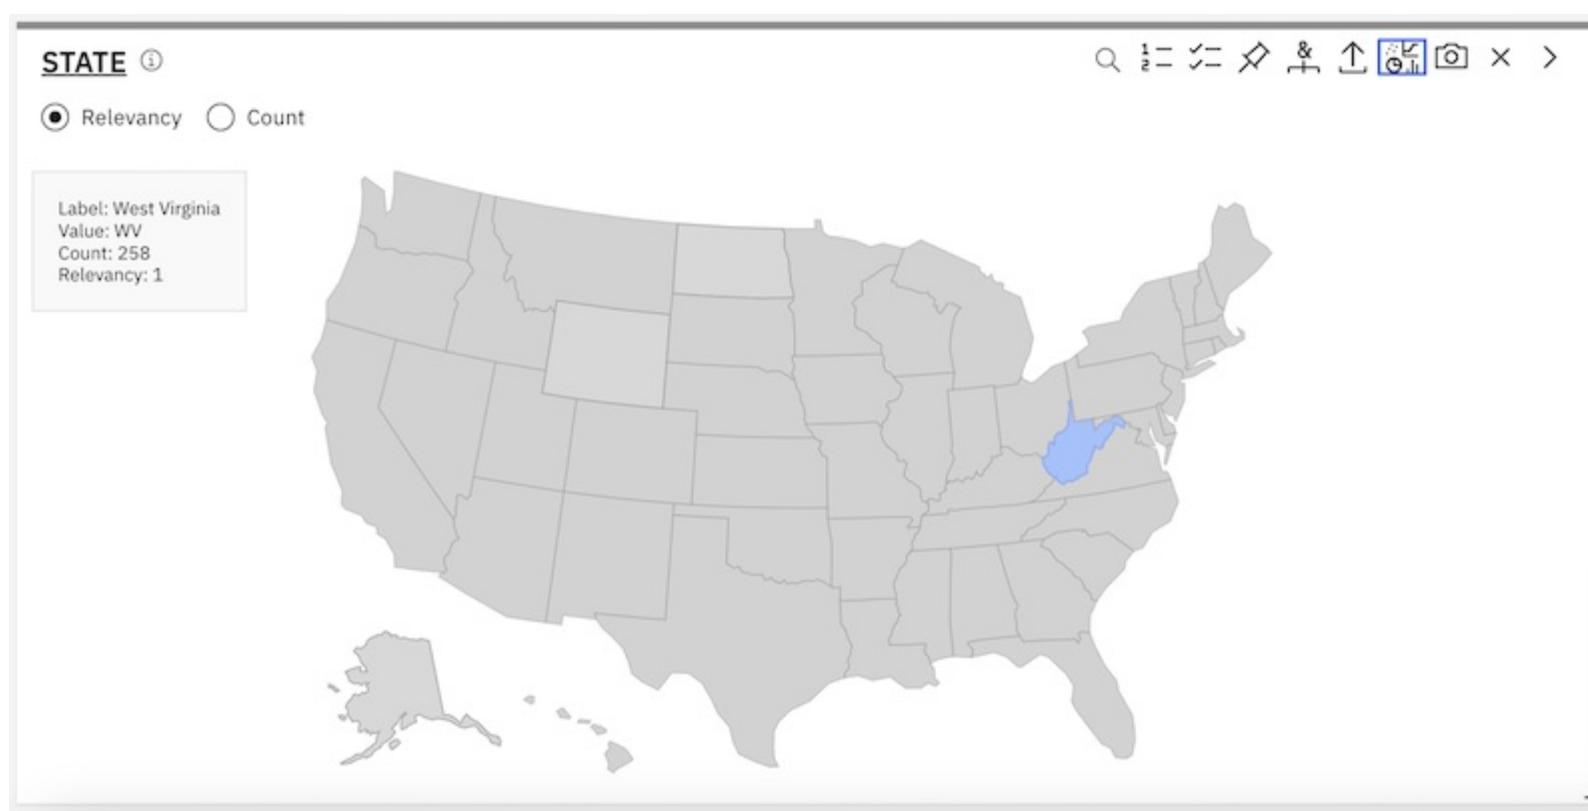 STATE
Relevancy
Count
Label: West Virginia
Value: WV
Count: 258
Relevancy: 1